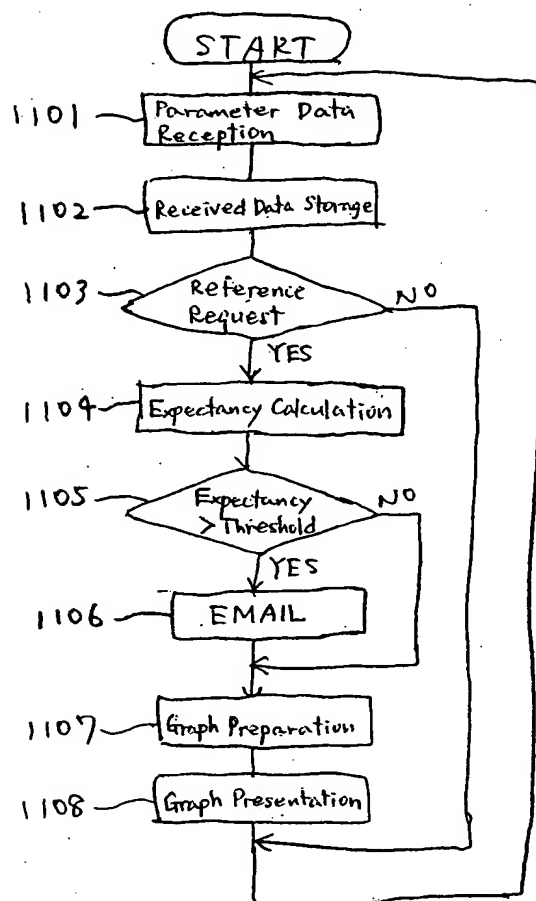 START
1101
Parameter Data
Reception
1102
Received Data Storage
1103
Reference
Request
NO
YES
1104
Expectancy Calculation
1105
Expectancy
> Threshold
NO
YES
1106
EMAIL
1107
Graph Preparation
1108
Graph Presentation